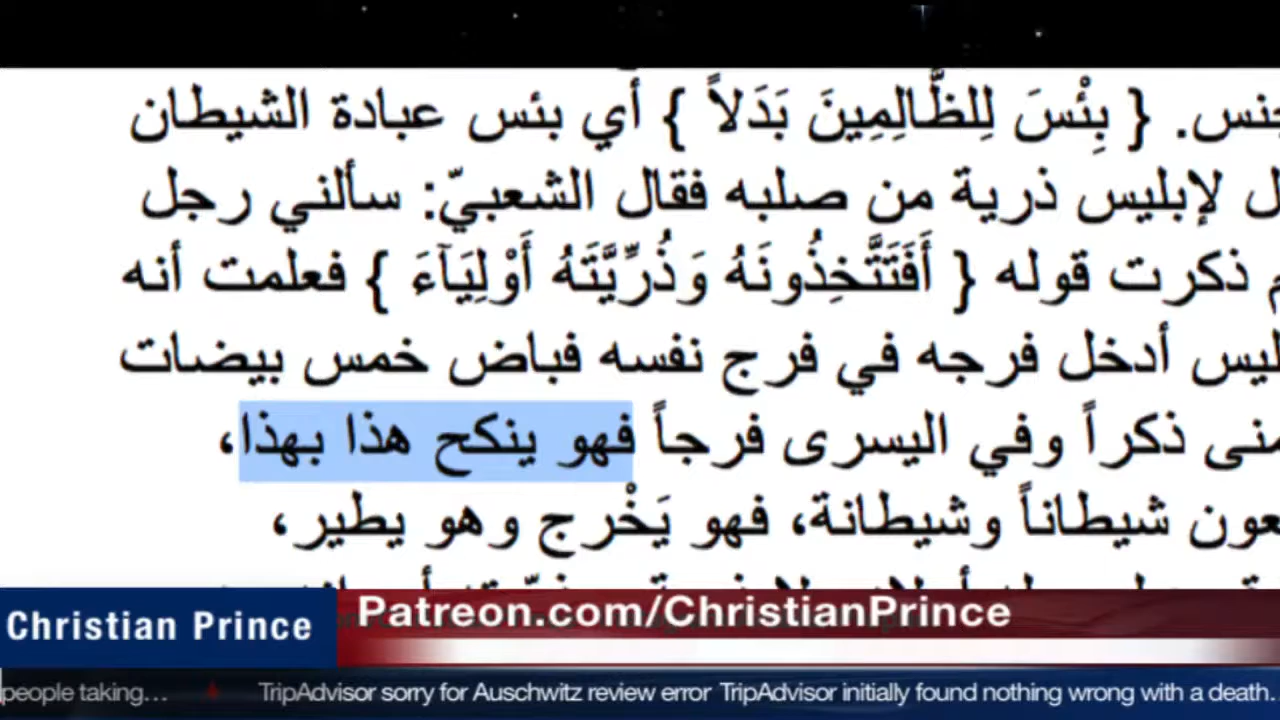 جنس. { بِئْسَ لِلظَّالِمِينَ بَدَلاً } أي بئس عبادة الشيطان
ل لإبليس ذرية من صلبه فقال الشعبيّ: سألني رجل
م ذكرت قوله { أَفَتَتَّخِذُونَهُ وَذُرِّيَّتَهُ أَوْلِيَآءَ } فعلمت أنه
ليس أدخل فرجه في فرج نفسه فباض خمس بيضات
منى ذكراً وفي اليسرى فرجاً فهو ينكح هذا بهذا،
عون شيطاناً وشيطانة، فهو يَخْرج وهو يطير،
Christian Prince
Patreon.com/ChristianPrince
people taking... TripAdvisor sorry for Auschwitz review error TripAdvisor initially found nothing wrong with a death.